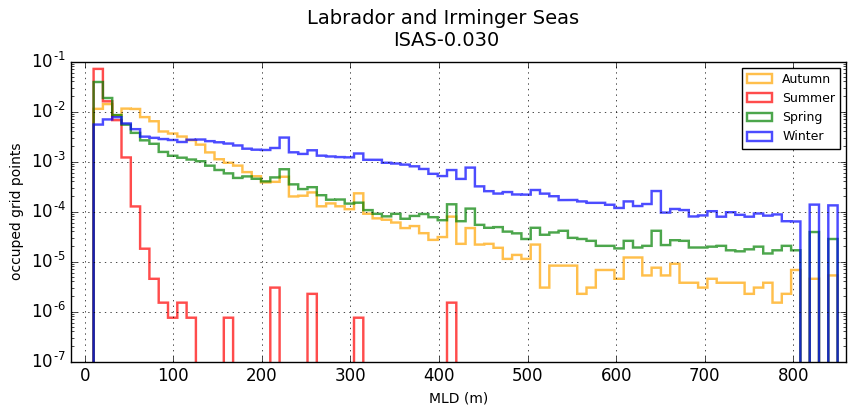 Labrador and Irminger Seas
ISAS-0.030
occuped grid points
10^-1
10^-2
10^-3
10^-4
10^-5
10^-6
10^-7
Autumn
Summer
Spring
Winter
0 100 200 300 400 500 600 700 800
MLD (m)